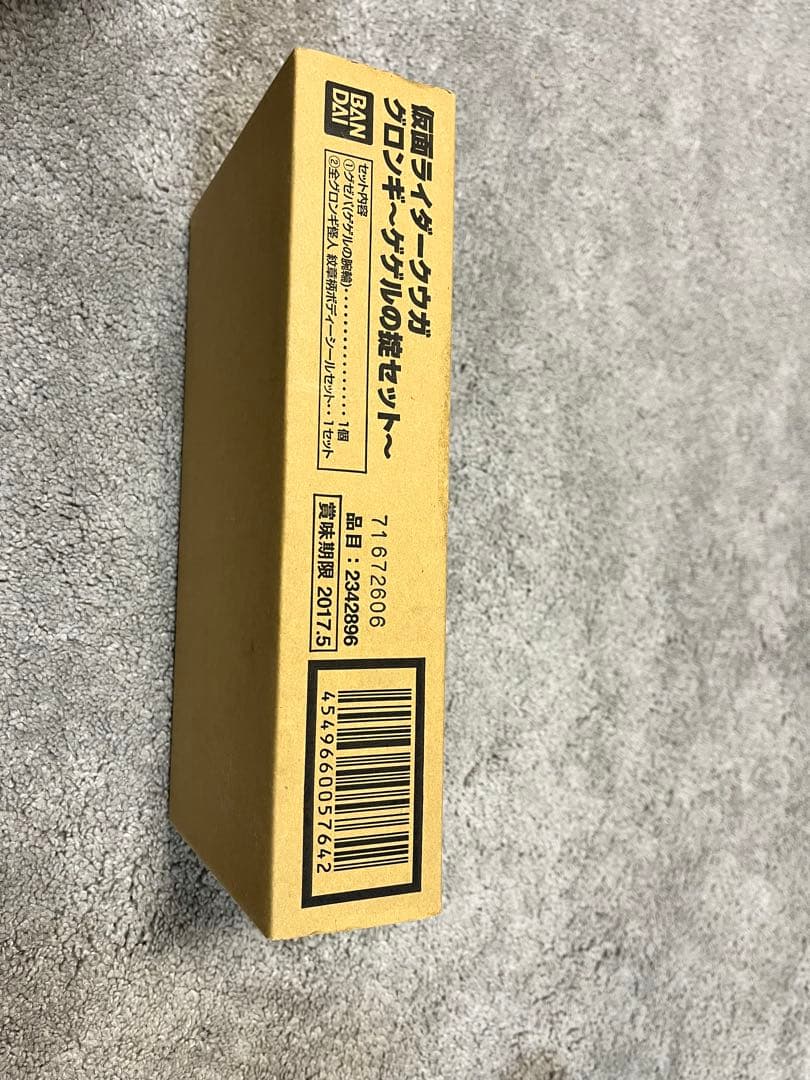 BAN
DAI
仮面ライダークウガ
グロンギ〜ゲゲルの掟セット〜
セット内容
①グゼパ(ゲゲルの腕輪)・・・・・・・・・・・・・・・・1個
②全グロンギ怪人 紋章柄ボディーシールセット・・1セット
71672606
品目：2342896
賞味期限 2017.5
4549660057642